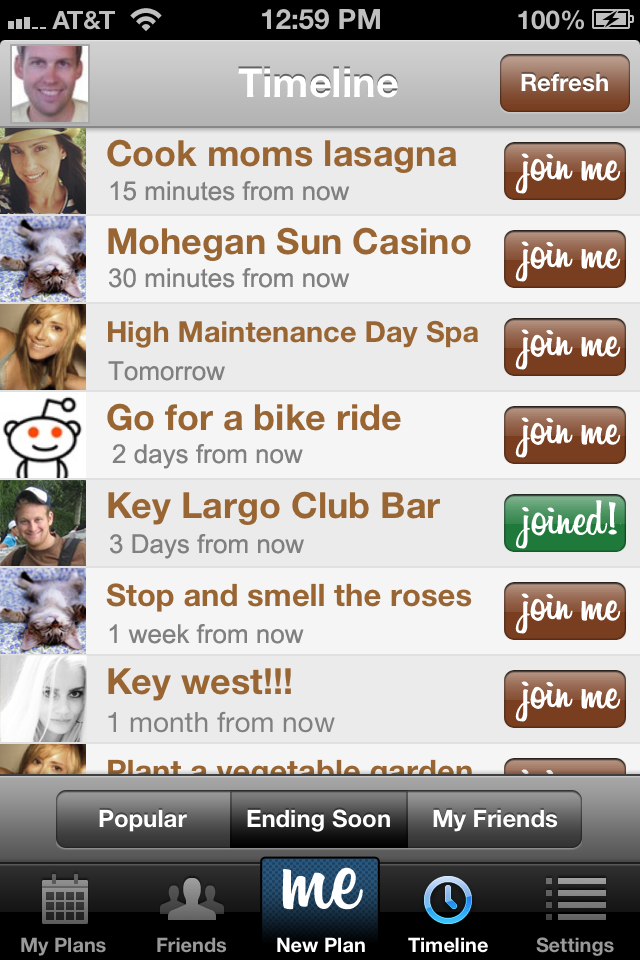 AT&T 12:59 PM 100%
Timeline
Refresh
Cook moms lasagna
15 minutes from now
join me
Mohegan Sun Casino
30 minutes from now
join me
High Maintenance Day Spa
Tomorrow
join me
Go for a bike ride
2 days from now
join me
Key Largo Club Bar
3 Days from now
joined!
Stop and smell the roses
1 week from now
join me
Key west!!!
1 month from now
join me
Plant a vegetable garden
Popular Ending Soon My Friends
me
My Plans Friends New Plan Timeline Settings